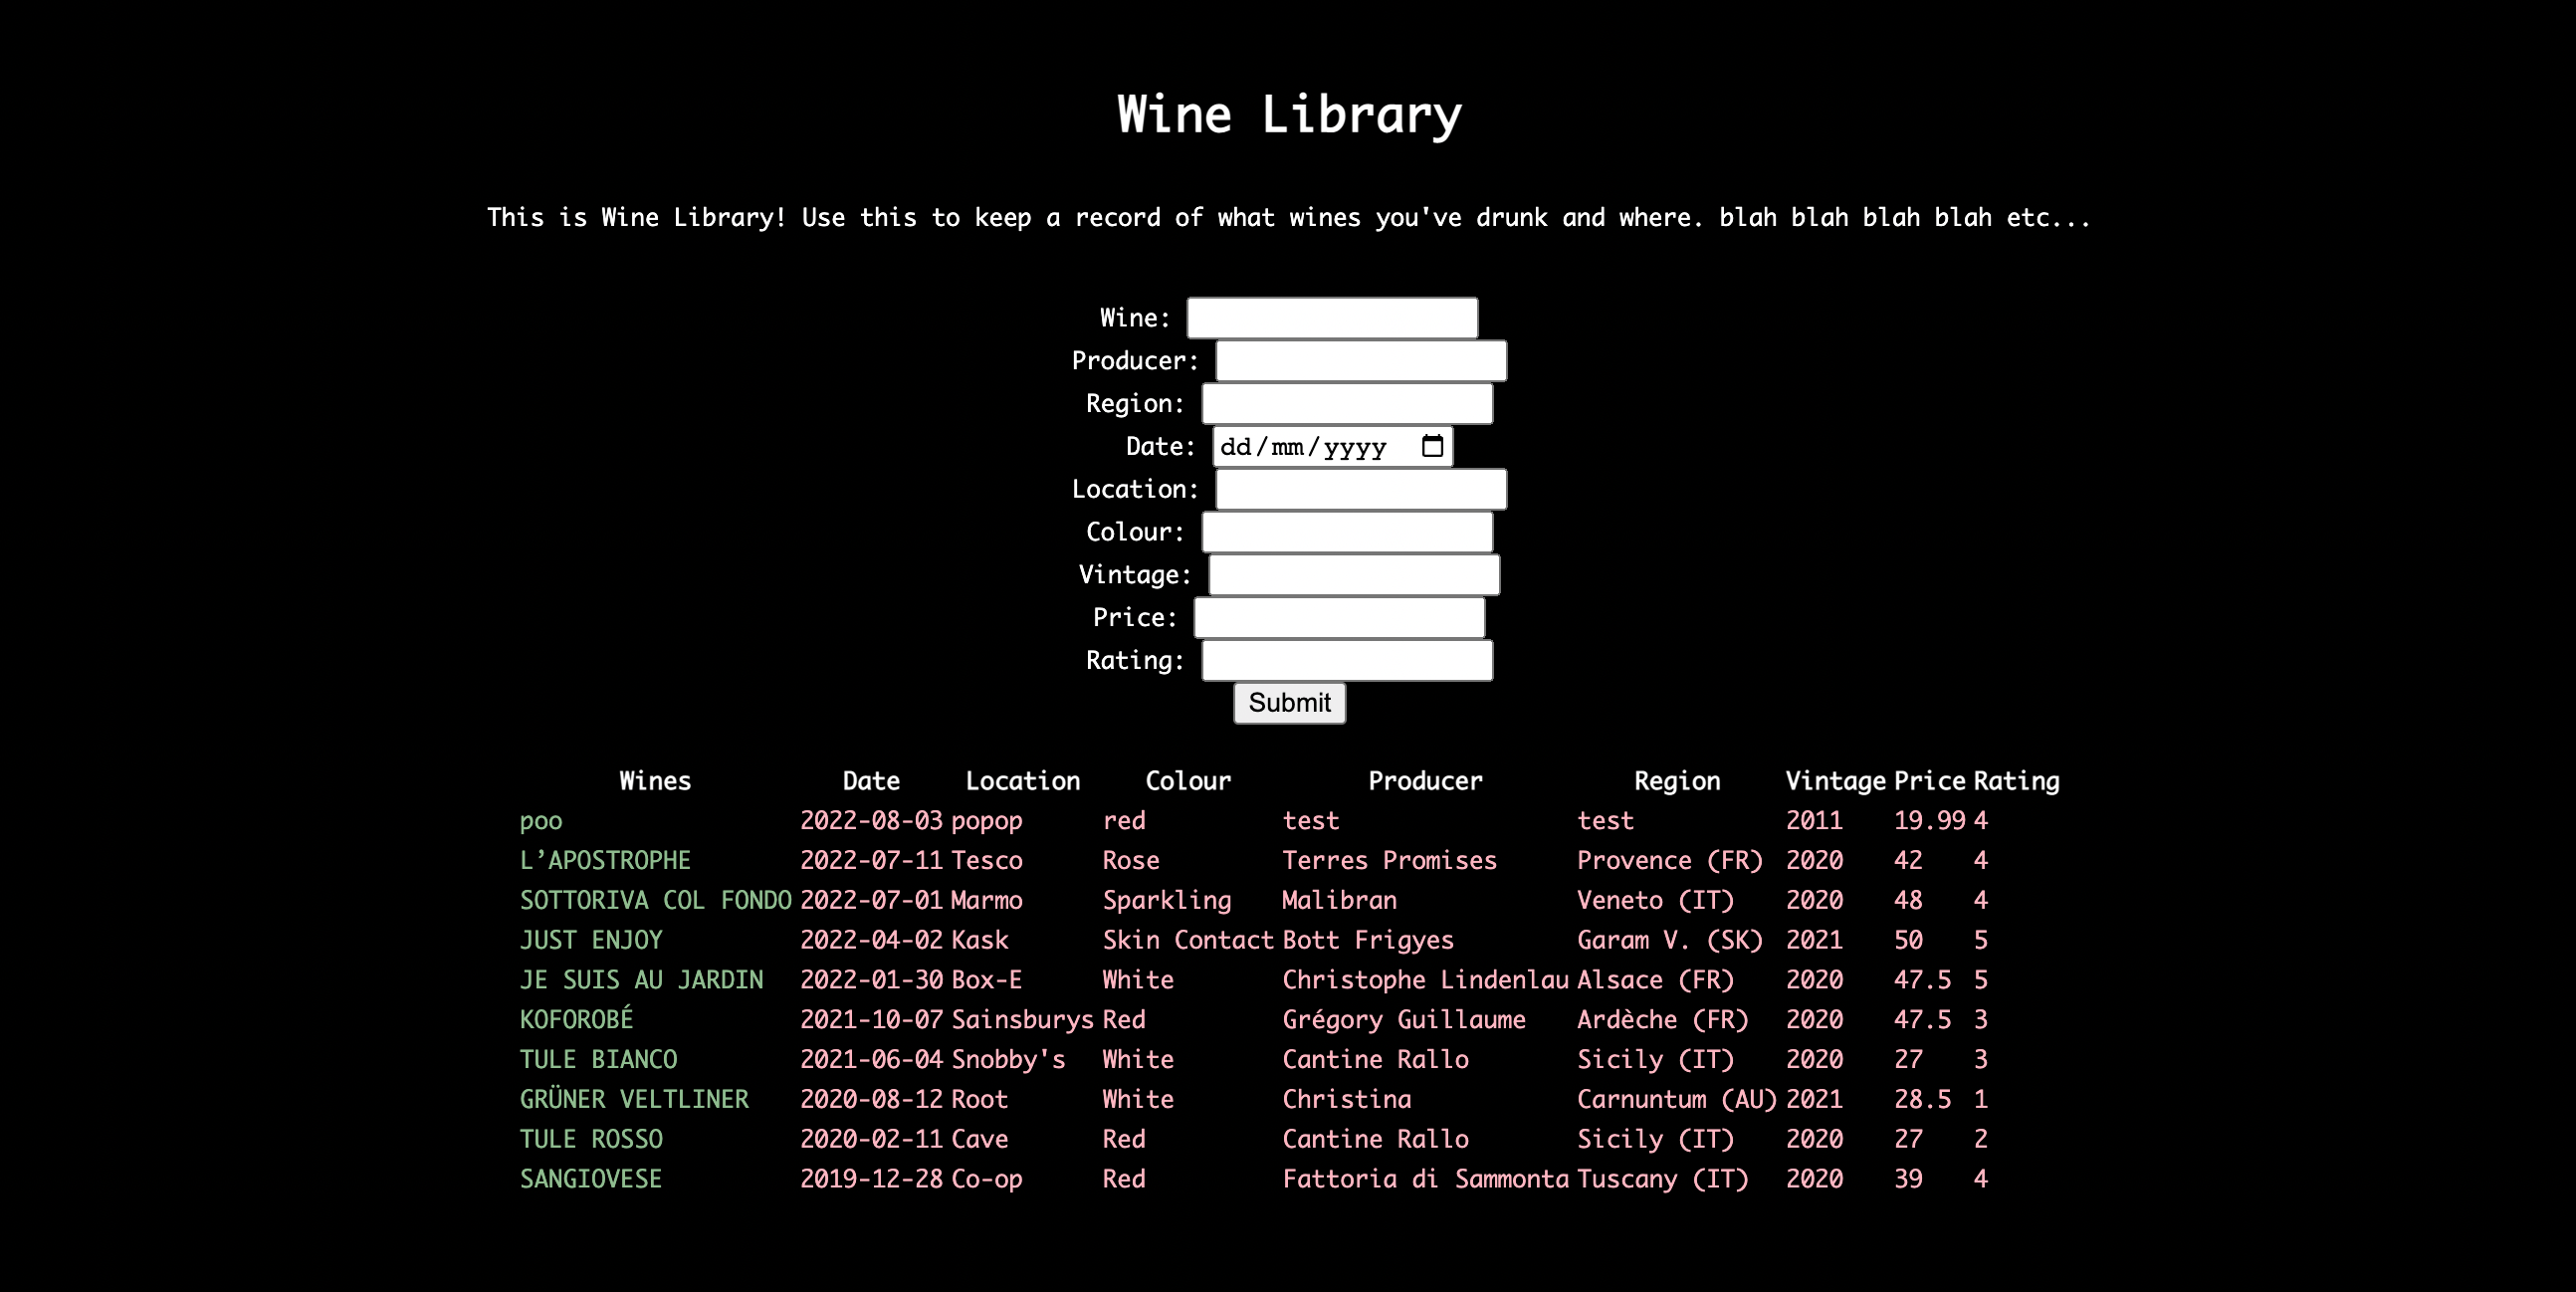 Wine Library
This is Wine Library! Use this to keep a record of what wines you've drunk and where. blah blah blah blah etc...
Wine:
Producer:
Region:
Date: dd/mm/yyyy
Location:
Colour:
Vintage:
Price:
Rating:
Submit
Wines Date Location Colour Producer Region Vintage Price Rating
poo 2022-08-03 popop red test test 2011 19.99 4
L’APOSTROPHE 2022-07-11 Tesco Rose Terres Promises Provence (FR) 2020 42 4
SOTTORIVA COL FONDO 2022-07-01 Marmo Sparkling Malibran Veneto (IT) 2020 48 4
JUST ENJOY 2022-04-02 Kask Skin Contact Bott Frigyes Garam V. (SK) 2021 50 5
JE SUIS AU JARDIN 2022-01-30 Box-E White Christophe Lindenlau Alsace (FR) 2020 47.5 5
KOFOROBÉ 2021-10-07 Sainsburys Red Grégory Guillaume Ardèche (FR) 2020 47.5 3
TULE BIANCO 2021-06-04 Snobby's White Cantine Rallo Sicily (IT) 2020 27 3
GRÜNER VELTLINER 2020-08-12 Root White Christina Carnuntum (AU) 2021 28.5 1
TULE ROSSO 2020-02-11 Cave Red Cantine Rallo Sicily (IT) 2020 27 2
SANGIOVESE 2019-12-28 Co-op Red Fattoria di Sammonta Tuscany (IT) 2020 39 4